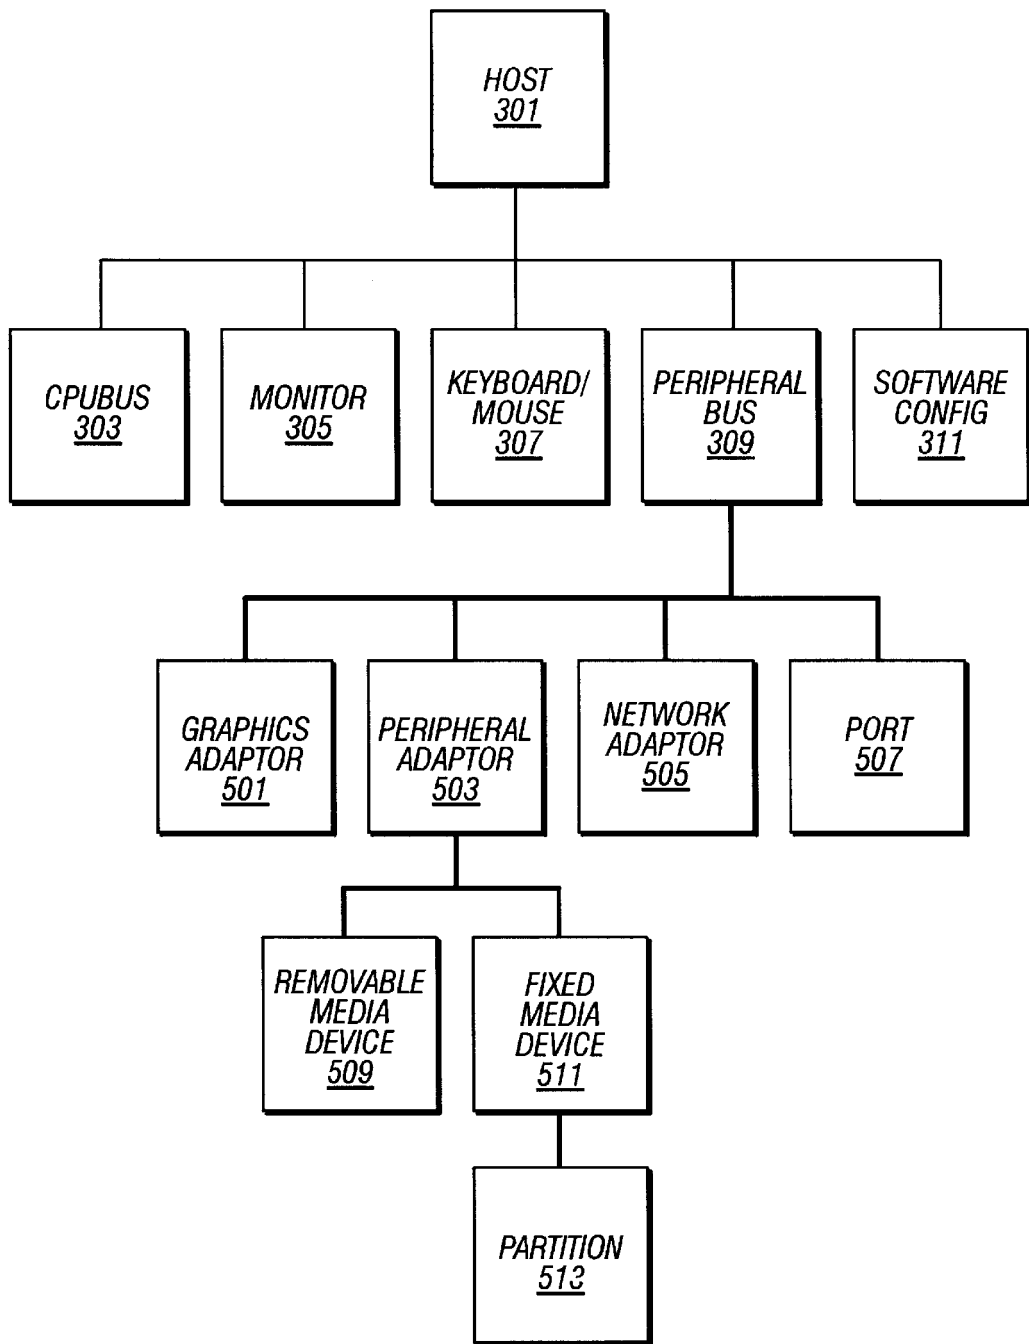 HOST
301
CPUBUS
303
MONITOR
305
KEYBOARD/
MOUSE
307
PERIPHERAL
BUS
309
SOFTWARE
CONFIG
311
GRAPHICS
ADAPTOR
501
PERIPHERAL
ADAPTOR
503
NETWORK
ADAPTOR
505
PORT
507
REMOVABLE
MEDIA
DEVICE
509
FIXED
MEDIA
DEVICE
511
PARTITION
513